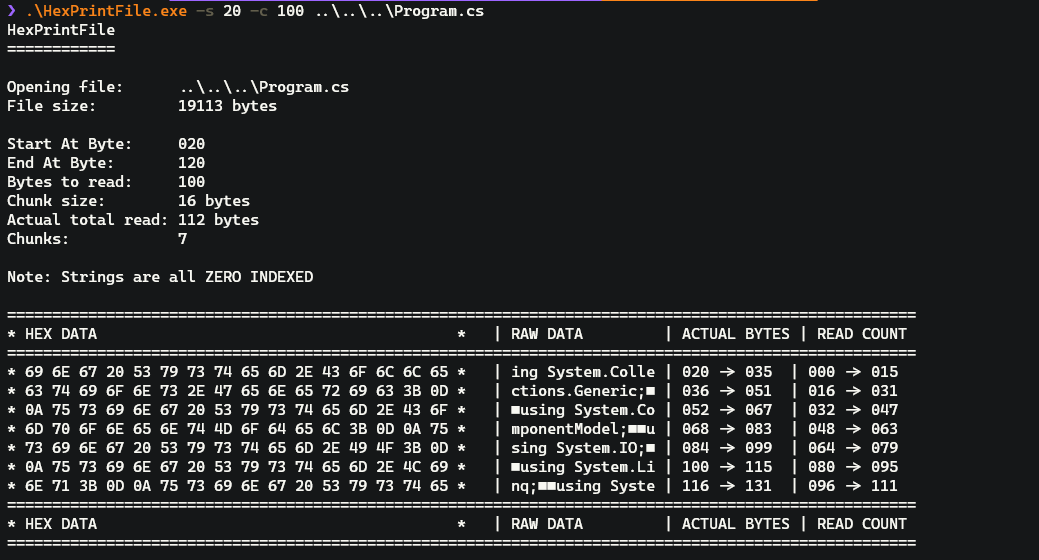 ❯ .\HexPrintFile.exe -s 20 -c 100 ..\..\..\Program.cs
HexPrintFile
============
Opening file:      ..\..\..\Program.cs
File size:         19113 bytes
Start At Byte:     020
End At Byte:       120
Bytes to read:     100
Chunk size:        16 bytes
Actual total read: 112 bytes
Chunks:            7
Note: Strings are all ZERO INDEXED
=====================================================================================================
* HEX DATA                                        *   | RAW DATA         | ACTUAL BYTES | READ COUNT
=====================================================================================================
* 69 6E 67 20 53 79 73 74 65 6D 2E 43 6F 6C 6C 65 *   | ing System.Colle | 020 -> 035  | 000 -> 015
* 63 74 69 6F 6E 73 2E 47 65 6E 65 72 69 63 3B 0D *   | ctions.Generic;■ | 036 -> 051  | 016 -> 031
* 0A 75 73 69 6E 67 20 53 79 73 74 65 6D 2E 43 6F *   | ■using System.Co | 052 -> 067  | 032 -> 047
* 6D 70 6F 6E 65 6E 74 4D 6F 64 65 6C 3B 0D 0A 75 *   | mponentModel;■■u | 068 -> 083  | 048 -> 063
* 73 69 6E 67 20 53 79 73 74 65 6D 2E 49 4F 3B 0D *   | sing System.IO;■ | 084 -> 099  | 064 -> 079
* 0A 75 73 69 6E 67 20 53 79 73 74 65 6D 2E 4C 69 *   | ■using System.Li | 100 -> 115  | 080 -> 095
* 6E 71 3B 0D 0A 75 73 69 6E 67 20 53 79 73 74 65 *   | nq;■■using Syste | 116 -> 131  | 096 -> 111
=====================================================================================================
* HEX DATA                                        *   | RAW DATA         | ACTUAL BYTES | READ COUNT
=====================================================================================================